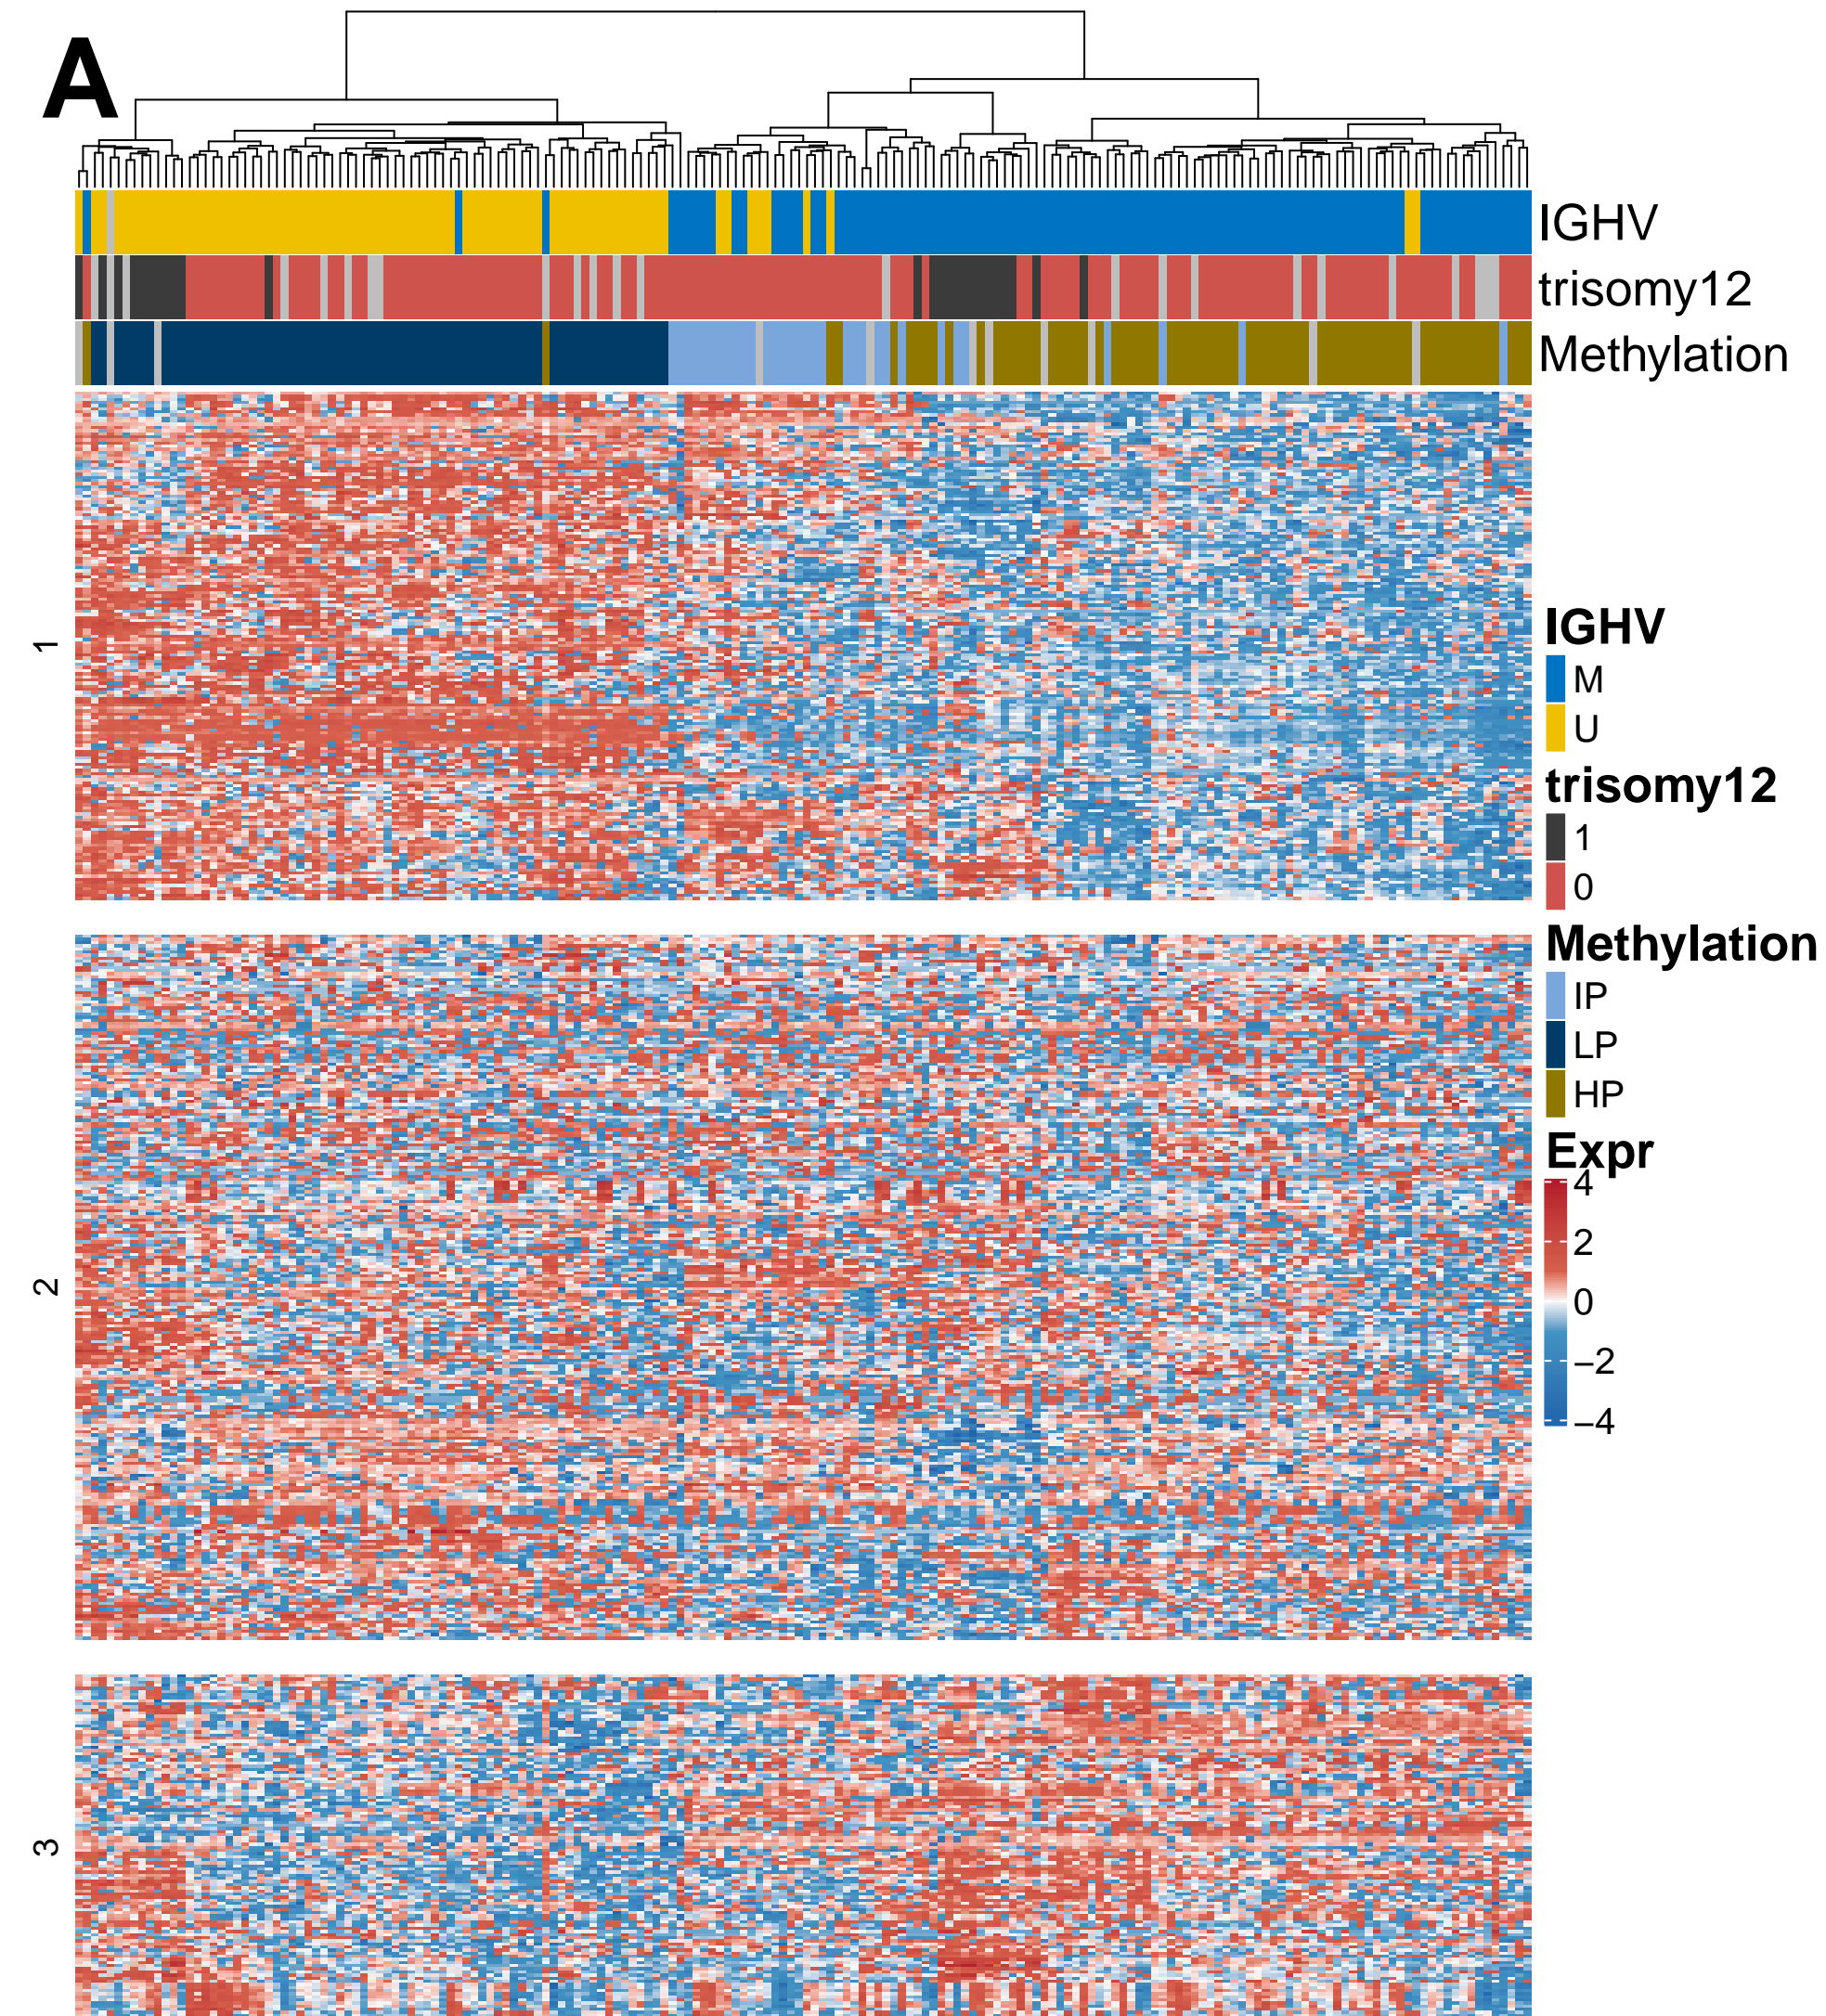 A
IGHV
trisomy12
Methylation
1
2
3
IGHV
M
U
trisomy12
1
0
Methylation
IP
LP
HP
Expr
4
2
0
−2
−4